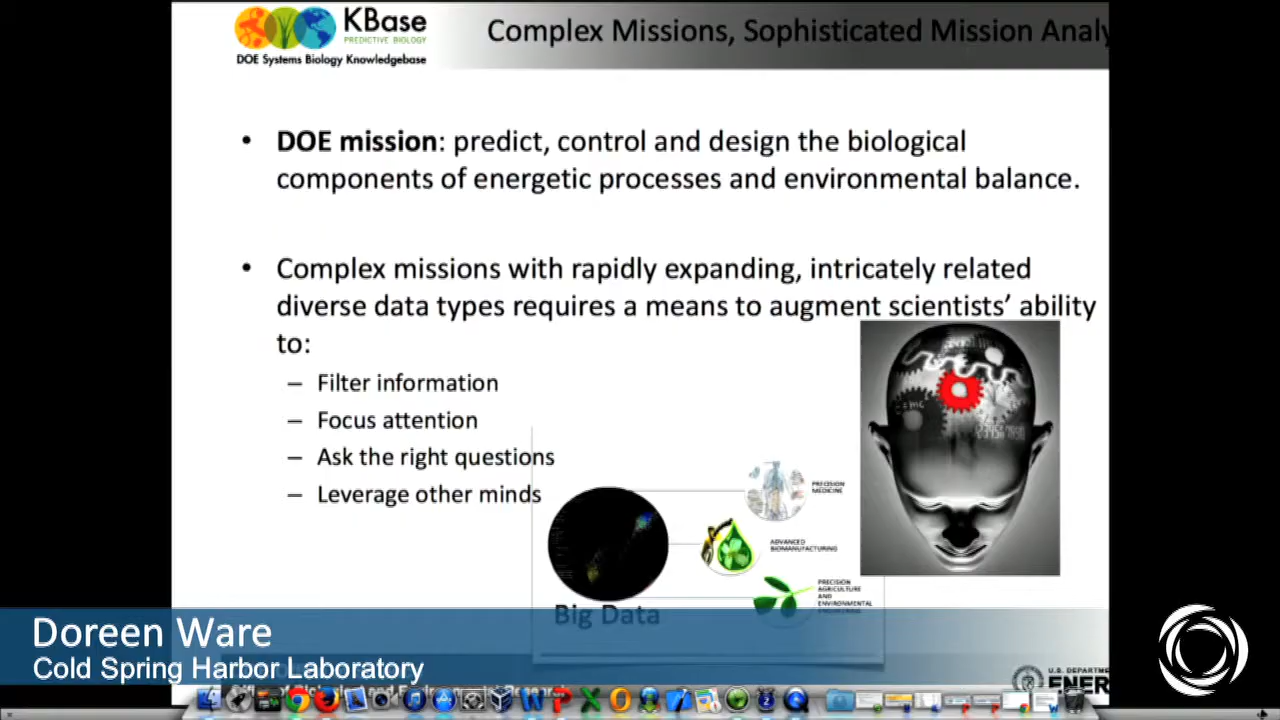 KBase
PREDICTIVE BIOLOGY
DOE Systems Biology Knowledgebase
Complex Missions, Sophisticated Mission Analy
• DOE mission: predict, control and design the biological
components of energetic processes and environmental balance.
• Complex missions with rapidly expanding, intricately related
diverse data types requires a means to augment scientists’ ability
to:
– Filter information
– Focus attention
– Ask the right questions
– Leverage other minds
PRECISION
MEDICINE
ADVANCED
BIOMANUFACTURING
PRECISION
AGRICULTURE
AND
ENVIRONMENTAL
Big Data
Doreen Ware
Cold Spring Harbor Laboratory
U.S. DEPARTM
ENER